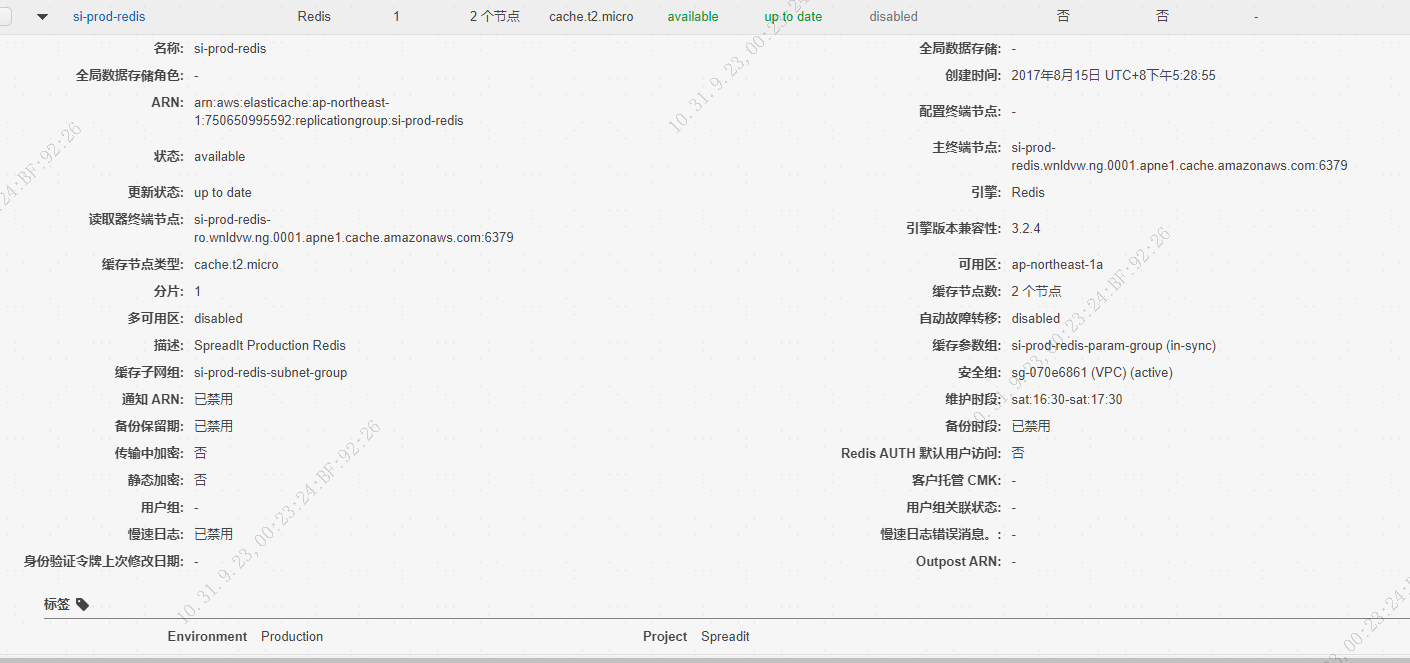 si-prod-redis Redis 1 2 个节点 cache.t2.micro available up to date disabled 否 否 -
名称: si-prod-redis 全局数据存储: -
全局数据存储角色: - 创建时间: 2017年8月15日 UTC+8下午5:28:55
ARN: arn:aws:elasticache:ap-northeast-
1:750650995592:replicationgroup:si-prod-redis
配置终端节点: -
状态: available
主终端节点: si-prod-
redis.wnldvw.ng.0001.apne1.cache.amazonaws.com:6379
更新状态: up to date 引擎: Redis
读取器终端节点: si-prod-redis-
ro.wnldvw.ng.0001.apne1.cache.amazonaws.com:6379
引擎版本兼容性: 3.2.4
缓存节点类型: cache.t2.micro 可用区: ap-northeast-1a
分片: 1 缓存节点数: 2 个节点
多可用区: disabled 自动故障转移: disabled
描述: SpreadIt Production Redis 缓存参数组: si-prod-redis-param-group (in-sync)
缓存子网组: si-prod-redis-subnet-group 安全组: sg-070e6861 (VPC) (active)
通知 ARN: 已禁用 维护时段: sat:16:30-sat:17:30
备份保留期: 已禁用 备份时段: 已禁用
传输中加密: 否 Redis AUTH 默认用户访问: 否
静态加密: 否 客户托管 CMK: -
用户组: - 用户组关联状态: -
慢速日志: 已禁用 慢速日志错误消息。: -
身份验证令牌上次修改日期: - Outpost ARN: -
标签
Environment Production Project Spreadit
10.31.9.23,00:23:24:BF:92:26